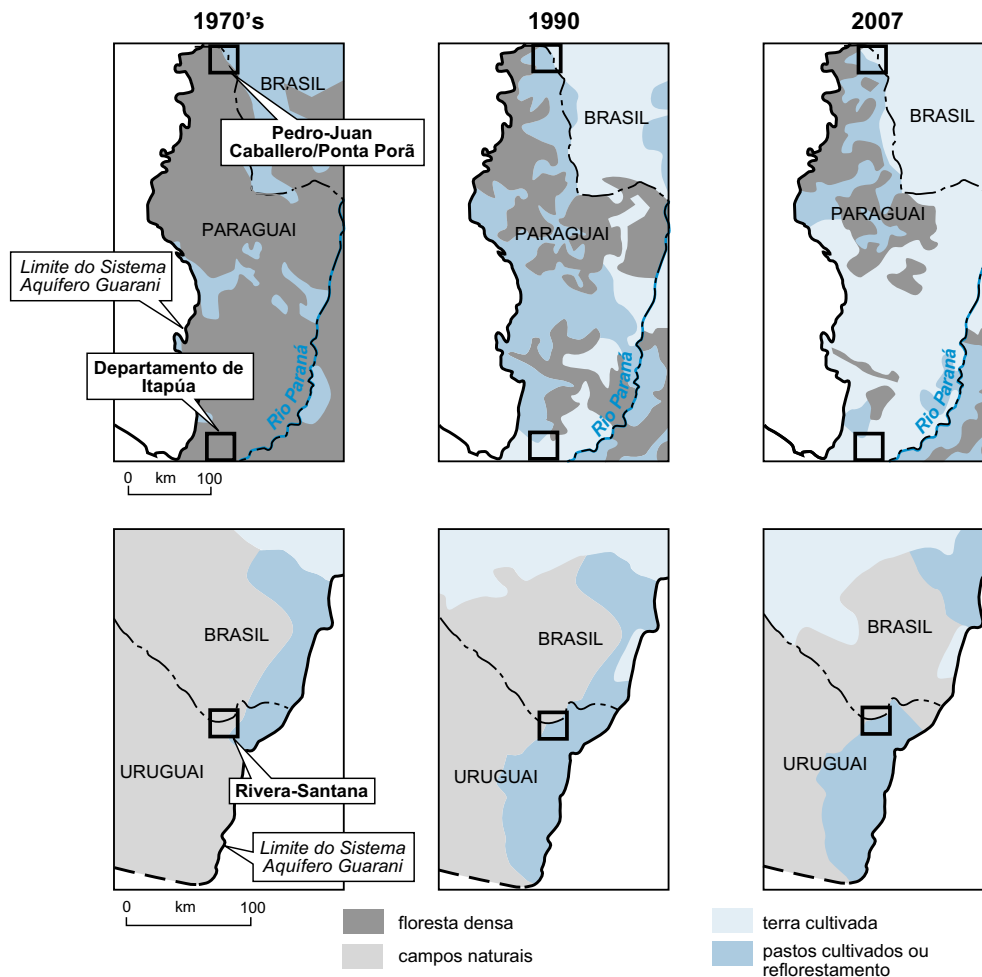 1970's
1990
2007
BRASIL
Pedro-Juan
Caballero/Ponta Porã
PARAGUAI
Limite do Sistema
Aquífero Guarani
Departamento de
Itapúa
Rio Paraná
0 km 100
BRASIL
PARAGUAI
Rio Paraná
BRASIL
PARAGUAI
Rio Paraná
BRASIL
URUGUAI
Rivera-Santana
Limite do Sistema
Aquífero Guarani
0 km 100
BRASIL
URUGUAI
BRASIL
URUGUAI
floresta densa
campos naturais
terra cultivada
pastos cultivados ou
reflorestamento